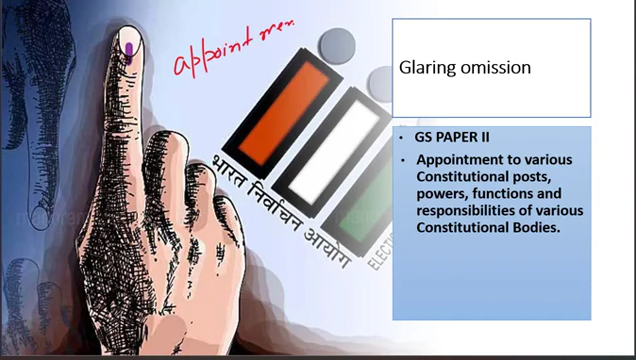 appointmen
Glaring omission
भारत निर्वाचन आयोग
• GS PAPER II
• Appointment to various
Constitutional posts,
powers, functions and
responsibilities of various
Constitutional Bodies.